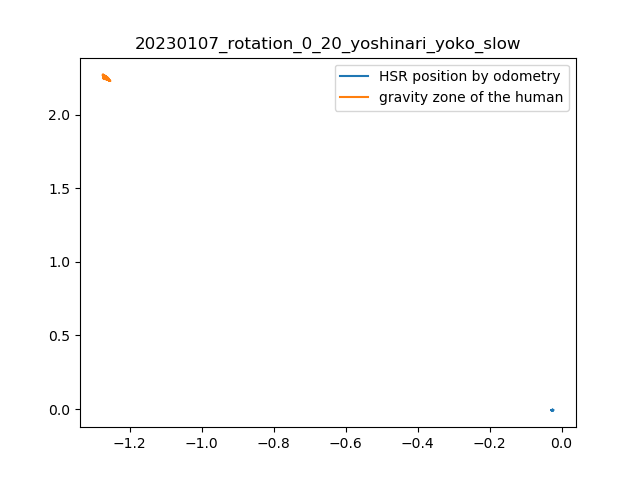 20230107_rotation_0_20_yoshinari_yoko_slow
HSR position by odometry
gravity zone of the human
2.0
1.5
1.0
0.5
0.0
−1.2 −1.0 −0.8 −0.6 −0.4 −0.2 0.0